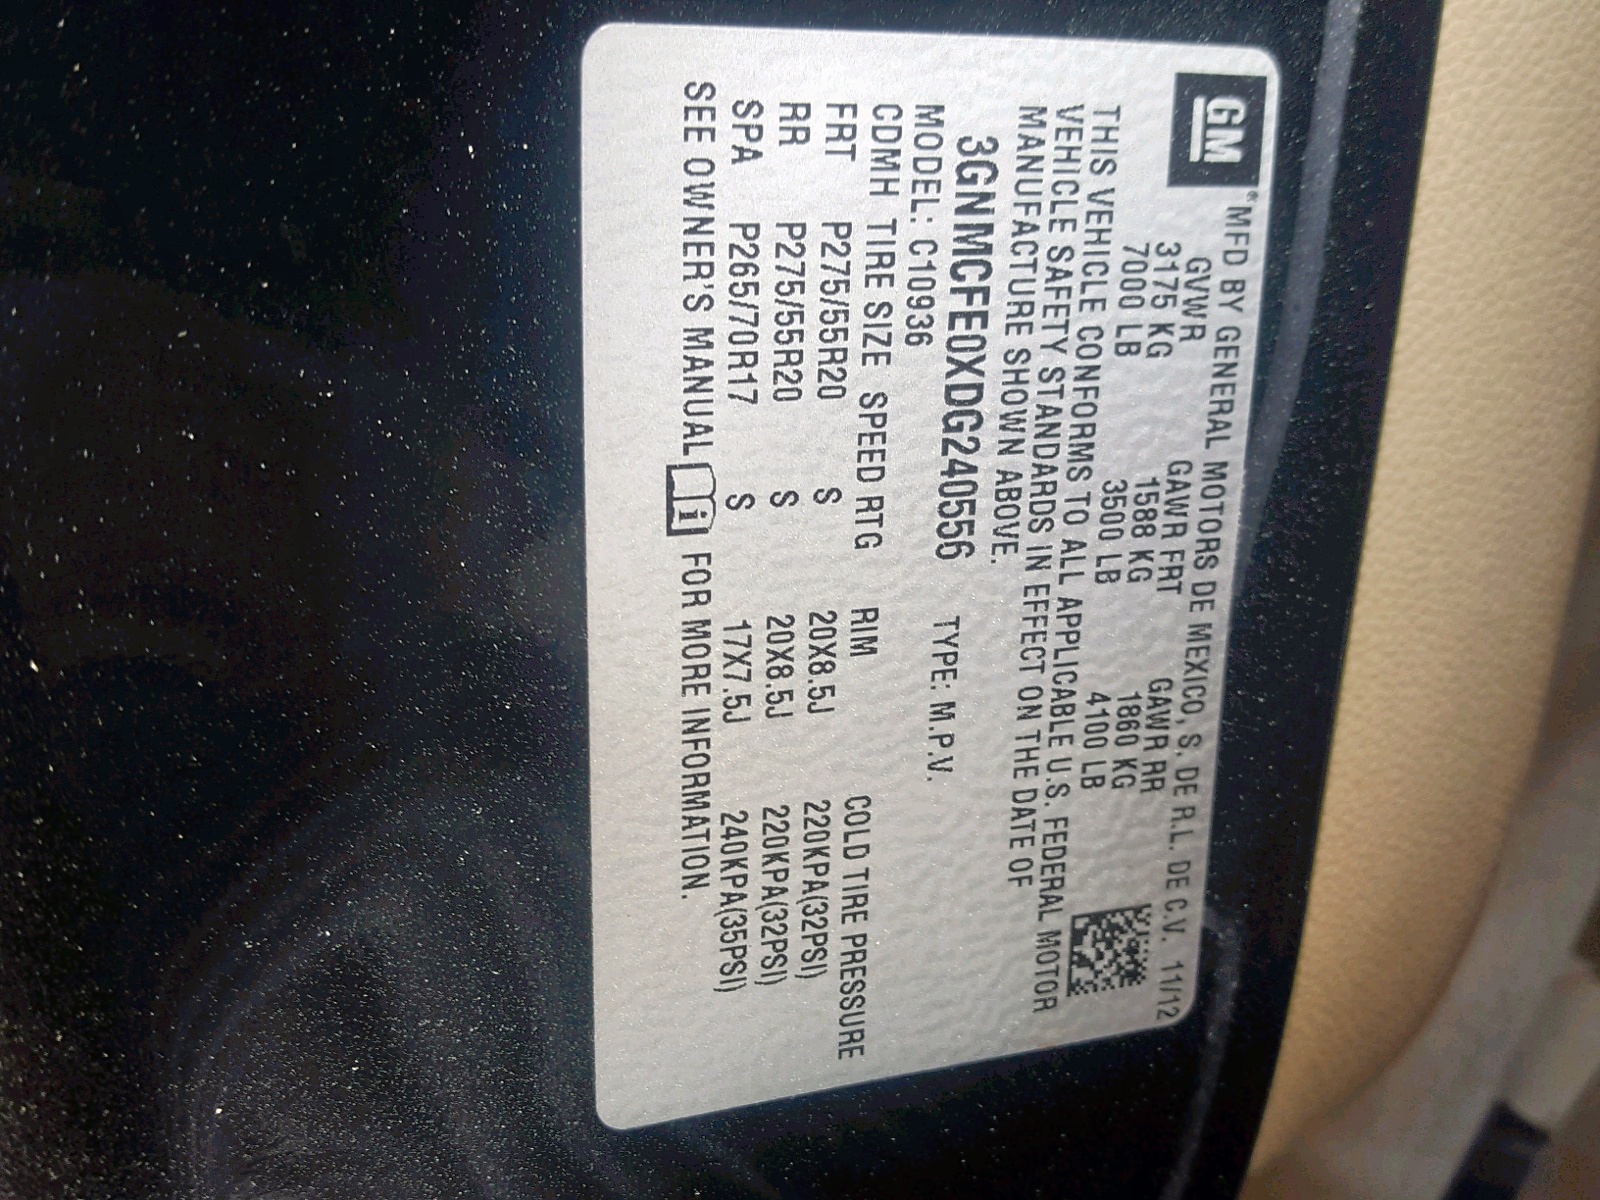 GM ®MFD BY GENERAL MOTORS DE MEXICO, S. DE R.L. DE C.V. 11/12
GVWR GAWR FRT GAWR RR
3175 KG 1588 KG 1860 KG
7000 LB 3500 LB 4100 LB
THIS VEHICLE CONFORMS TO ALL APPLICABLE U.S. FEDERAL MOTOR
VEHICLE SAFETY STANDARDS IN EFFECT ON THE DATE OF
MANUFACTURE SHOWN ABOVE.
3GNMCFE0XDG240556 TYPE: M.P.V.
MODEL: C10936
CDMH TIRE SIZE SPEED RTG RIM COLD TIRE PRESSURE
FRT P275/55R20 S 20X8.5J 220KPA(32PSI)
RR P275/55R20 S 20X8.5J 220KPA(32PSI)
SPA P265/70R17 S 17X7.5J 240KPA(35PSI)
SEE OWNER'S MANUAL i FOR MORE INFORMATION.